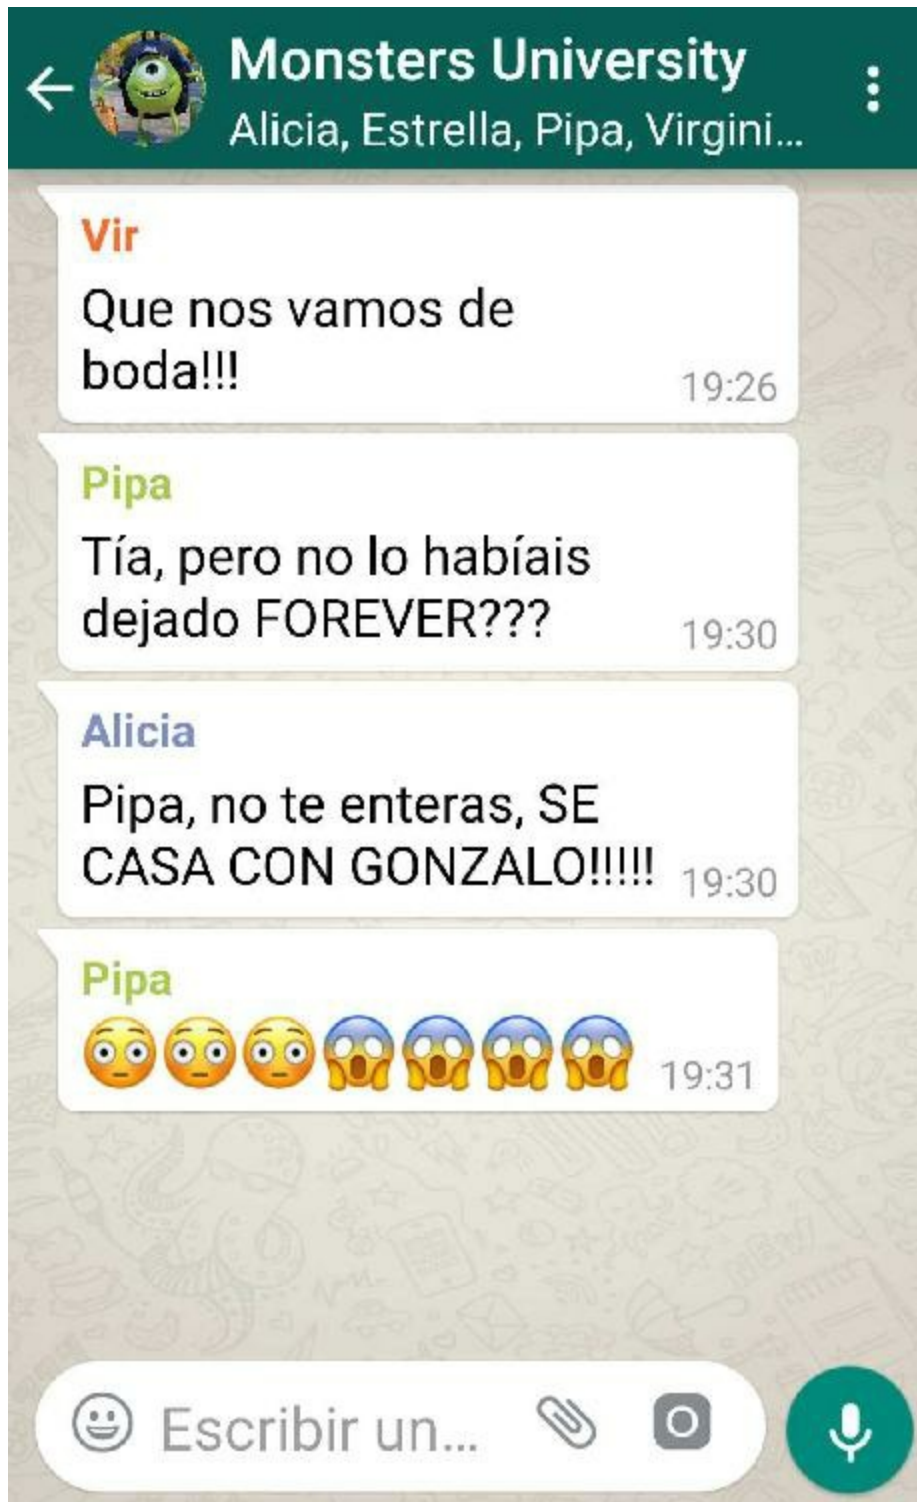 Monsters University
Alicia, Estrella, Pipa, Virgini...
Vir
Que nos vamos de
boda!!!
19:26
Pipa
Tía, pero no lo habíais
dejado FOREVER???
19:30
Alicia
Pipa, no te enteras, SE
CASA CON GONZALO!!!!!
19:30
Pipa
😳😳😳😱😱😱😱
19:31
Escribir un...